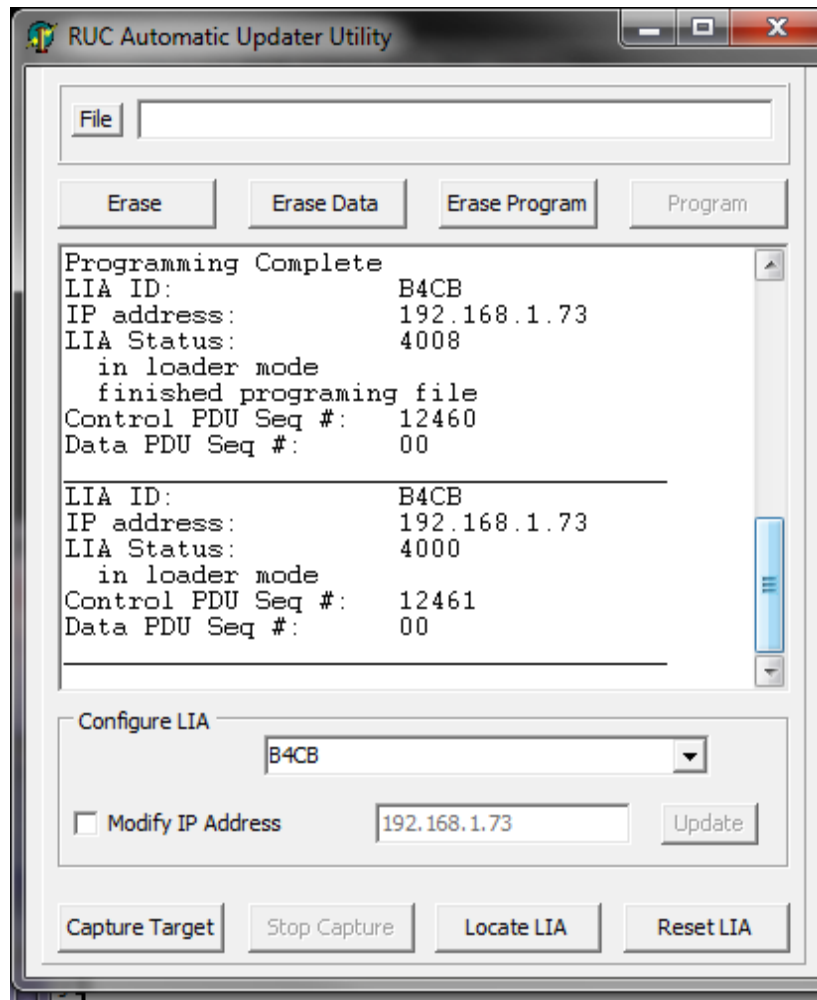 RUC Automatic Updater Utility
File
Erase Erase Data Erase Program Program
Programming Complete
LIA ID: B4CB
IP address: 192.168.1.73
LIA Status: 4008
in loader mode
finished programing file
Control PDU Seq #: 12460
Data PDU Seq #: 00
LIA ID: B4CB
IP address: 192.168.1.73
LIA Status: 4000
in loader mode
Control PDU Seq #: 12461
Data PDU Seq #: 00
Configure LIA
B4CB
Modify IP Address 192.168.1.73 Update
Capture Target Stop Capture Locate LIA Reset LIA